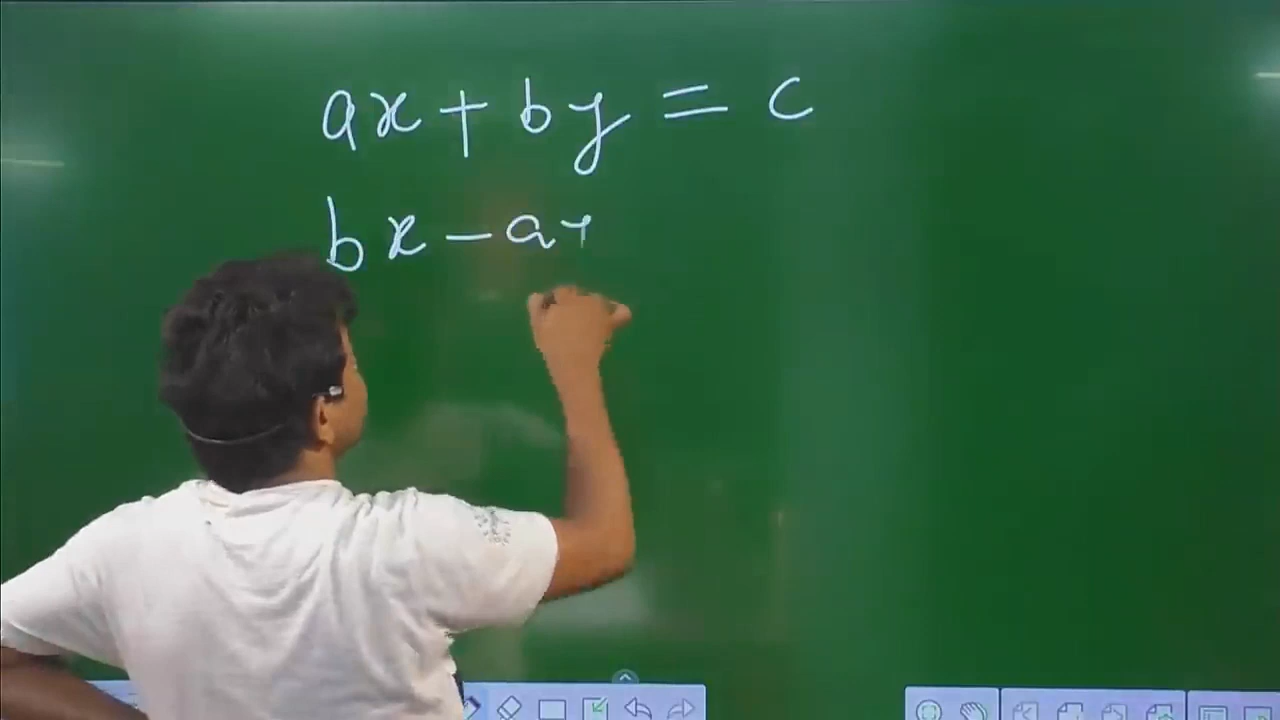 ax + by = c
bx - a